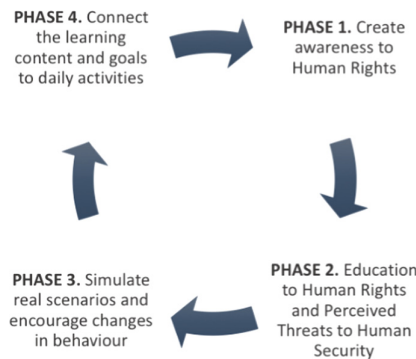 PHASE 4. Connect
the learning
content and goals
to daily activities
PHASE 1. Create
awareness to
Human Rights
PHASE 3. Simulate
real scenarios and
encourage changes
in behaviour
PHASE 2. Education
to Human Rights
and Perceived
Threats to Human
Security